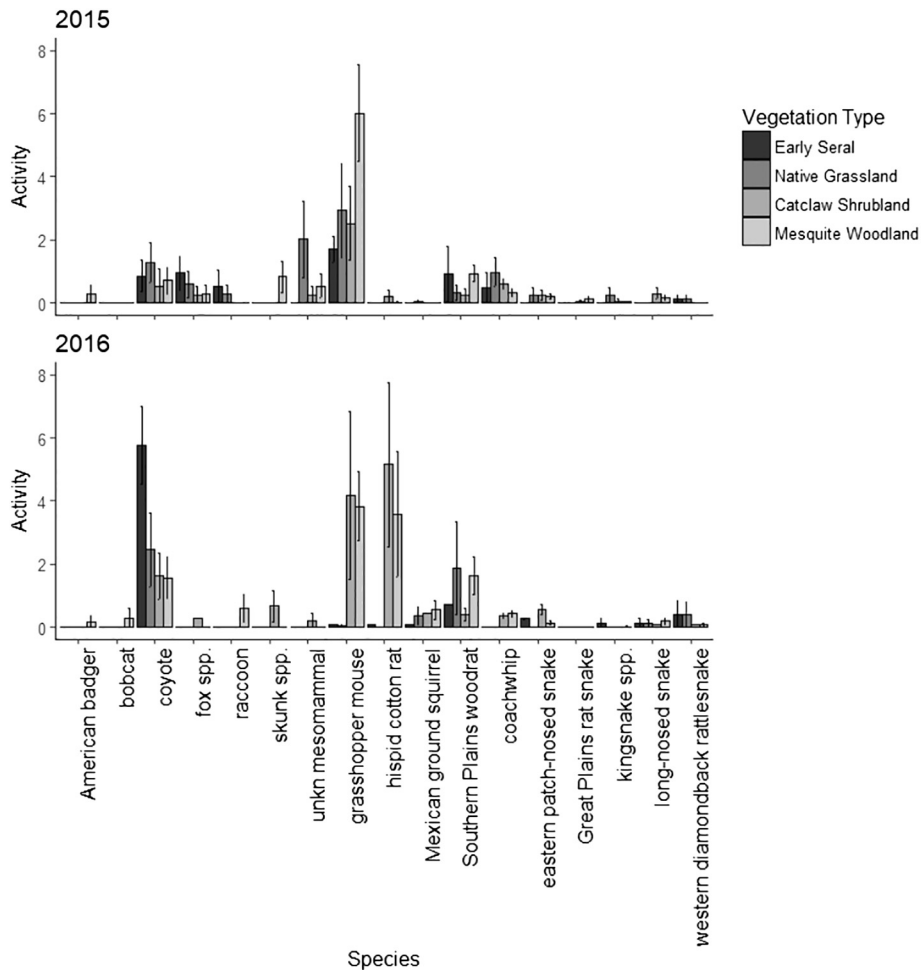 2015
8
6
4
2
0
Activity
Vegetation Type
Early Seral
Native Grassland
Catclaw Shrubland
Mesquite Woodland
2016
8
6
4
2
0
Activity
American badger
bobcat
coyote
fox spp.
raccoon
skunk spp.
unkn mesomammal
grasshopper mouse
hispid cotton rat
Mexican ground squirrel
Southern Plains woodrat
coachwhip
eastern patch-nosed snake
Great Plains rat snake
kingsnake spp.
long-nosed snake
western diamondback rattlesnake
Species